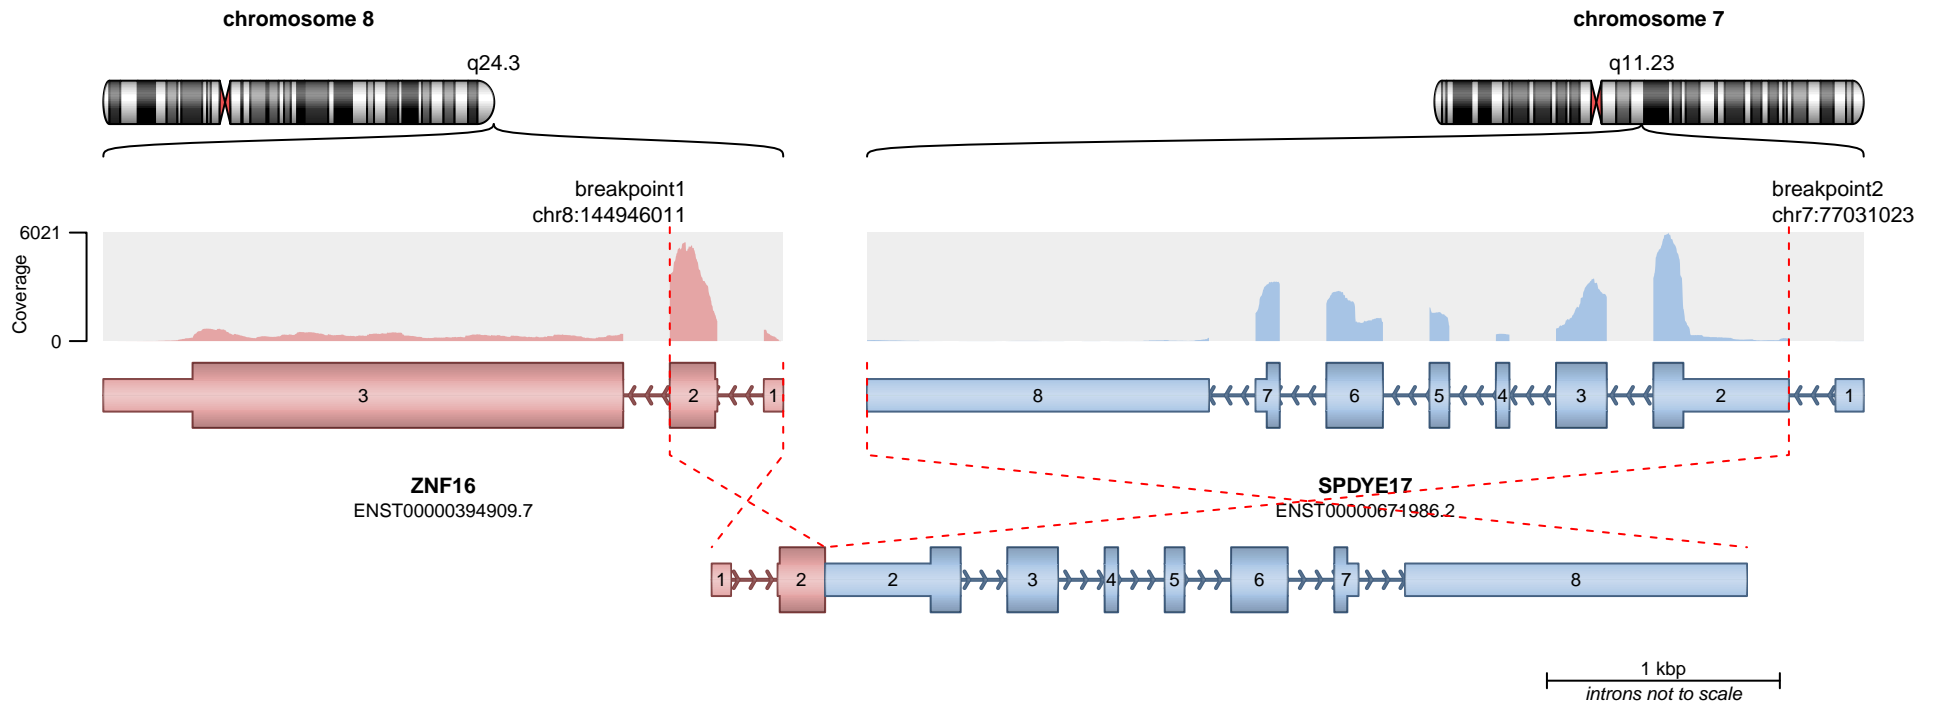 chromosome 8
chromosome 7
q24.3
q11.23
breakpoint1
chr8:144946011
breakpoint2
chr7:77031023
6021
Coverage
0
3
2
1
8
7
6
5
4
3
2
1
ZNF16
ENST00000394909.7
SPDYE17
ENST00000671986.2
1
2
2
3
4
5
6
7
8
1 kbp
introns not to scale